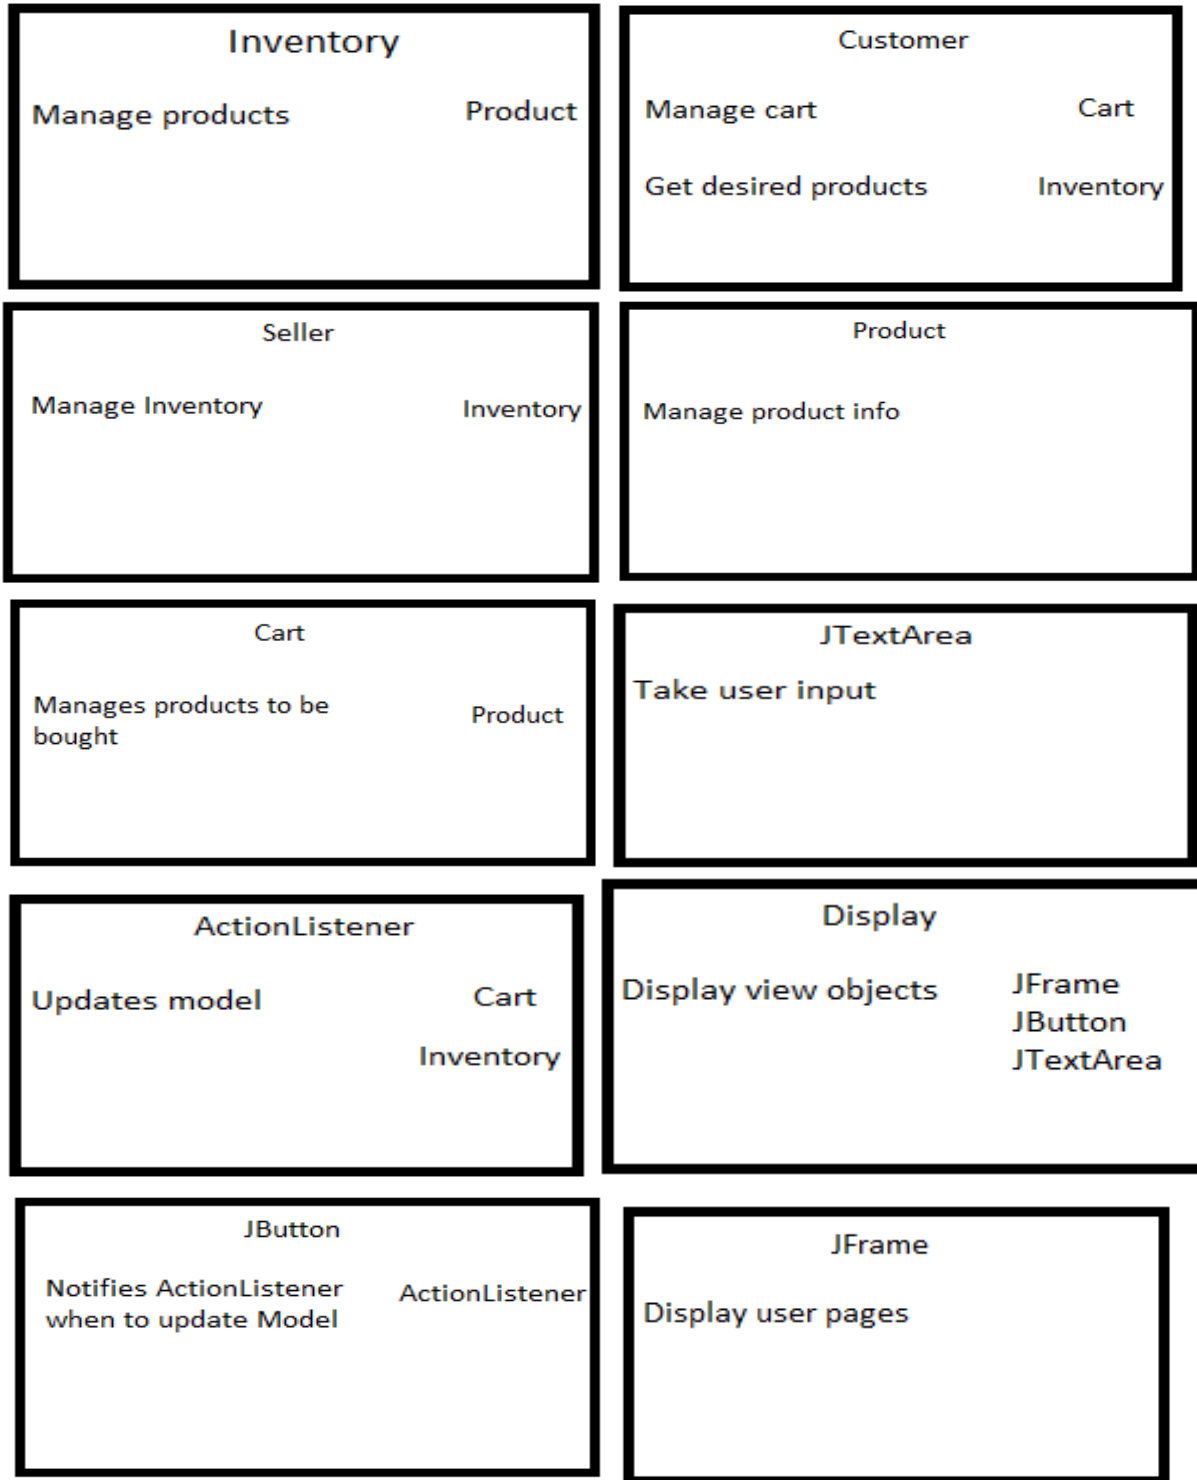 Inventory
Manage products
Product
Customer
Manage cart
Cart
Get desired products
Inventory
Seller
Manage Inventory
Inventory
Product
Manage product info
Cart
Manages products to be
bought
Product
JTextArea
Take user input
ActionListener
Updates model
Cart
Inventory
Display
Display view objects
JFrame
JButton
JTextArea
JButton
Notifies ActionListener
when to update Model
ActionListener
JFrame
Display user pages